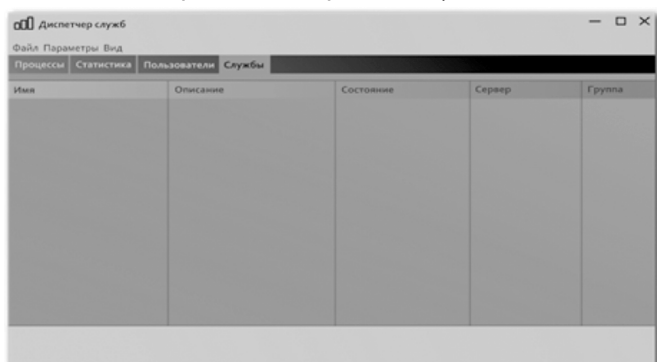 Диспетчер служб
Файл Параметры Вид
Процессы Статистика Пользователи Службы
Имя Описание Состояние Сервер Группа